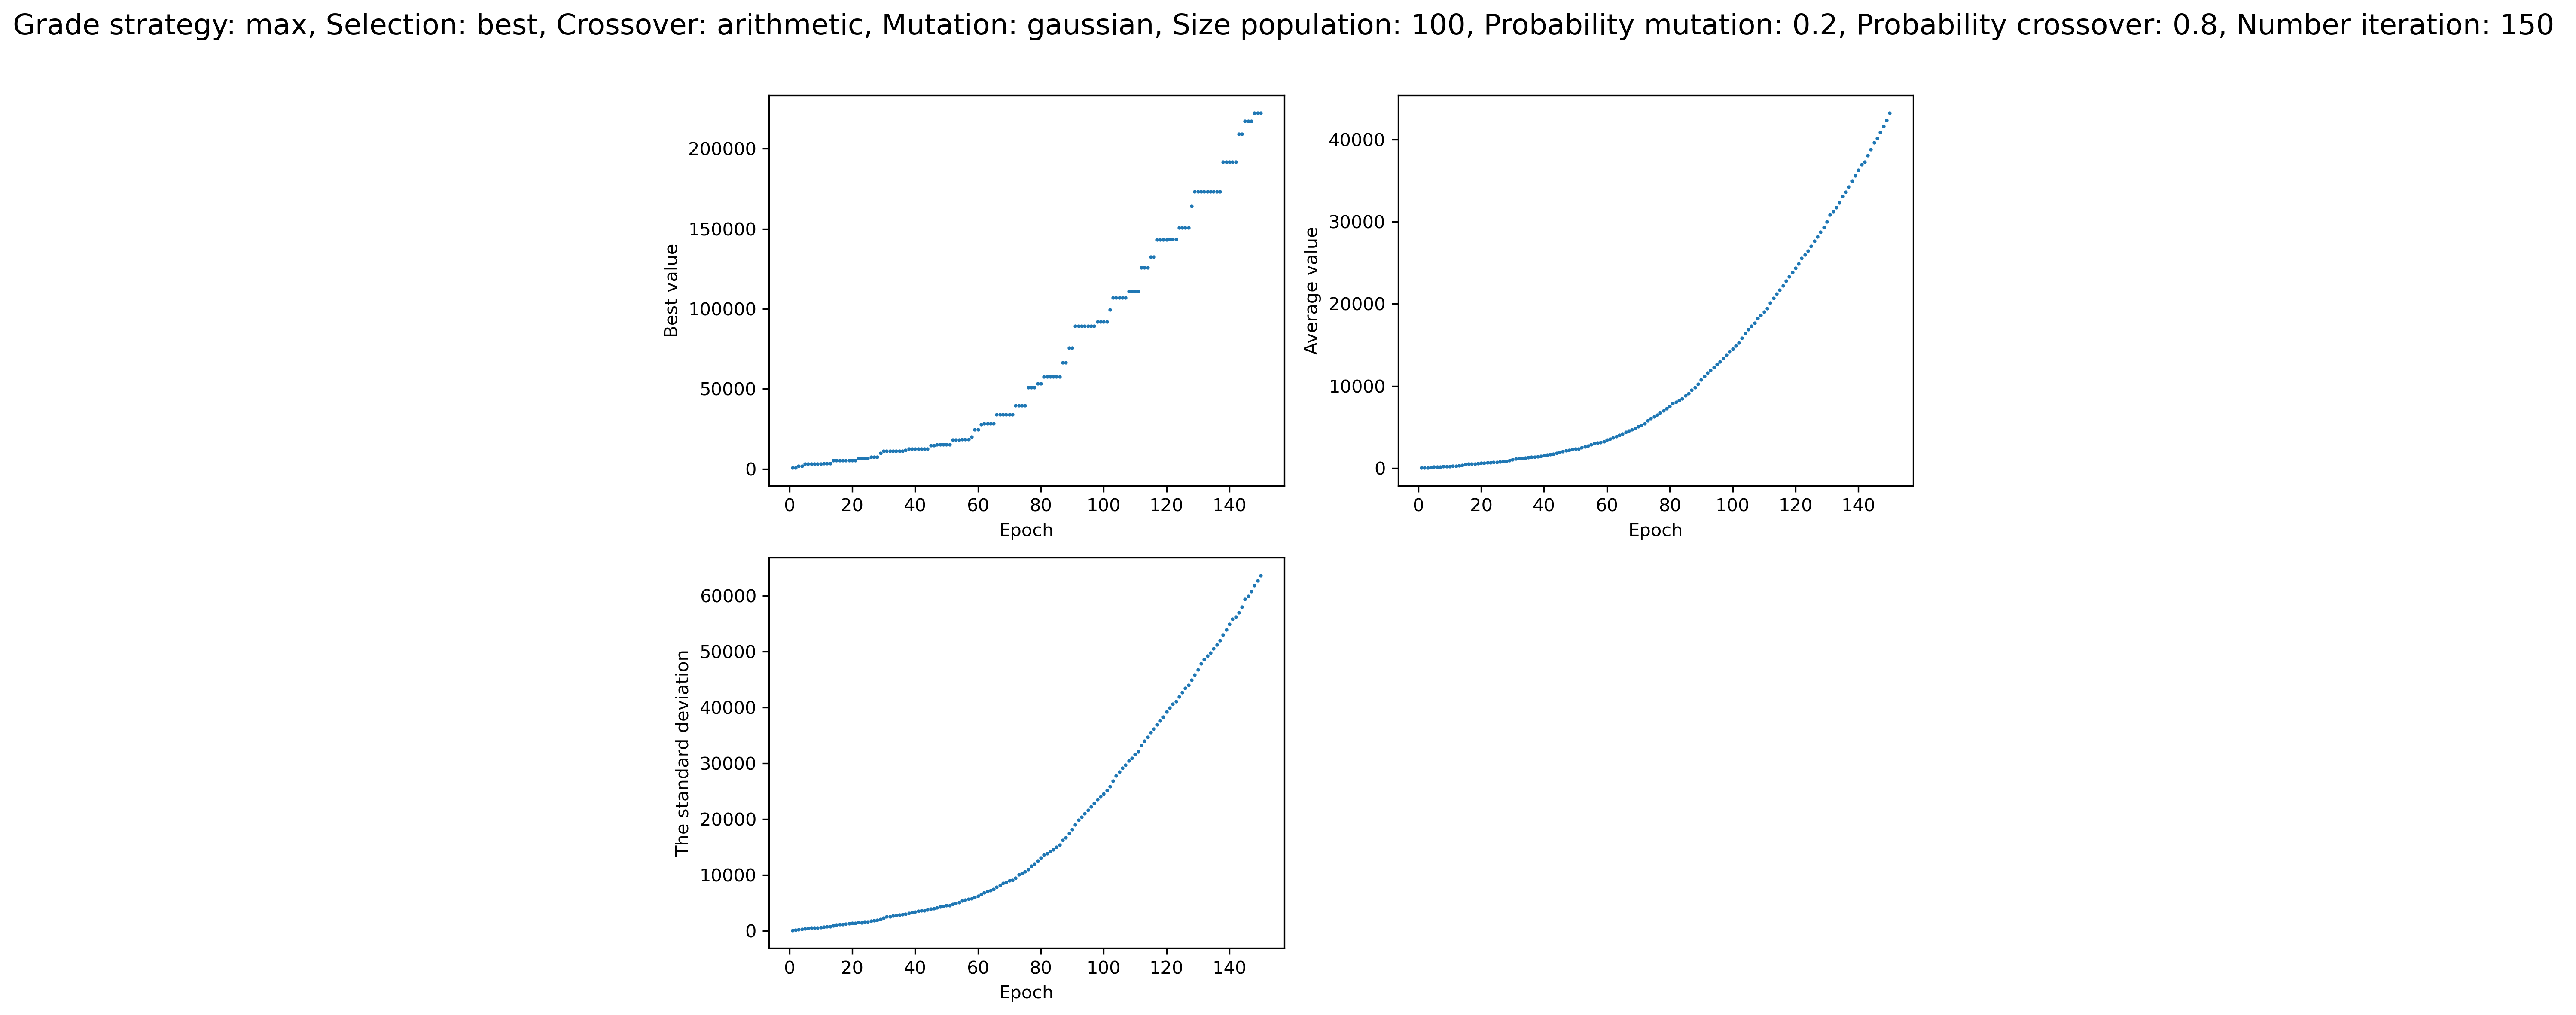 Grade strategy: max, Selection: best, Crossover: arithmetic, Mutation: gaussian, Size population: 100, Probability mutation: 0.2, Probability crossover: 0.8, Number iteration: 150
200000
150000
100000
50000
0
Best value
0 20 40 60 80 100 120 140
Epoch
40000
30000
20000
10000
0
Average value
0 20 40 60 80 100 120 140
Epoch
60000
50000
40000
30000
20000
10000
0
The standard deviation
0 20 40 60 80 100 120 140
Epoch